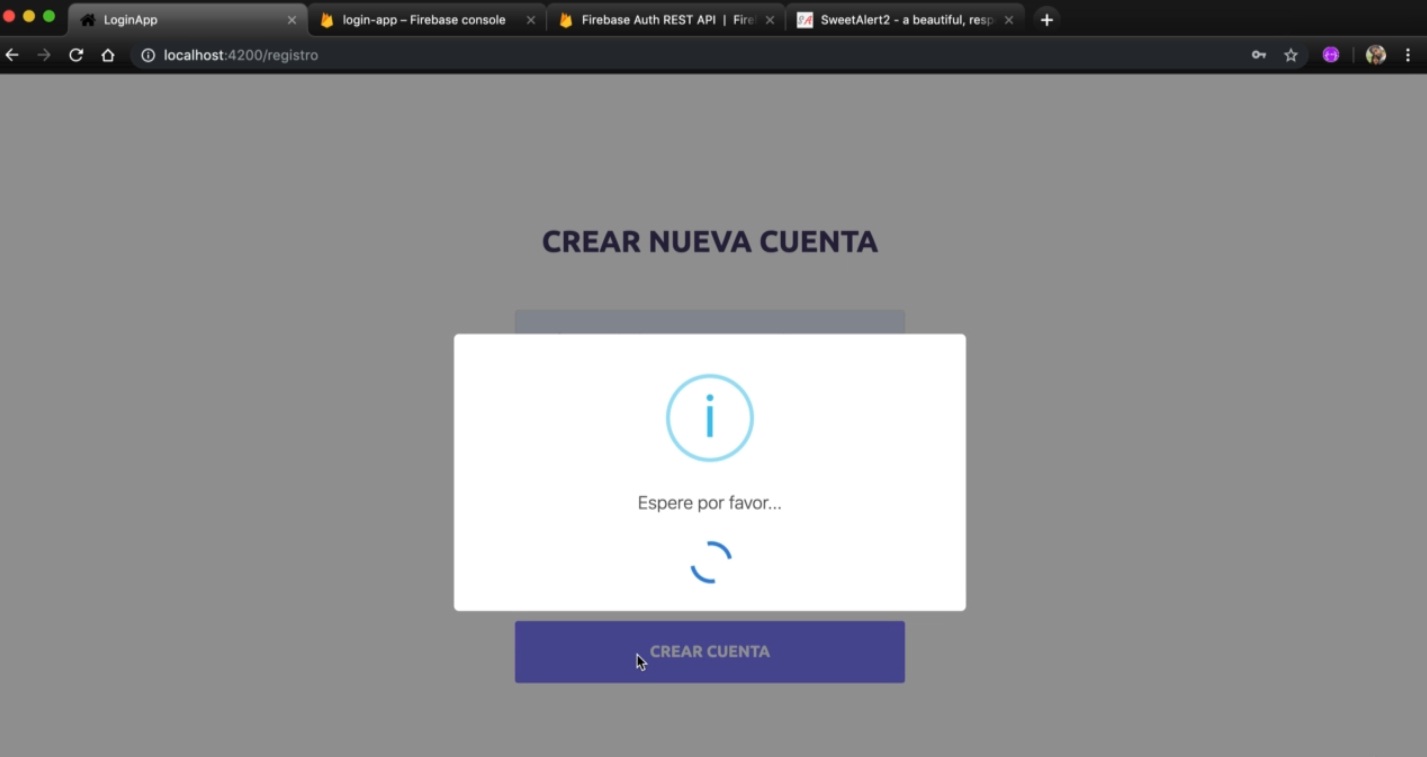 LoginApp
login-app – Firebase console
Firebase Auth REST API | Fire
SweetAlert2 - a beautiful, resp
localhost:4200/registro
CREAR NUEVA CUENTA
i
Espere por favor...
CREAR CUENTA